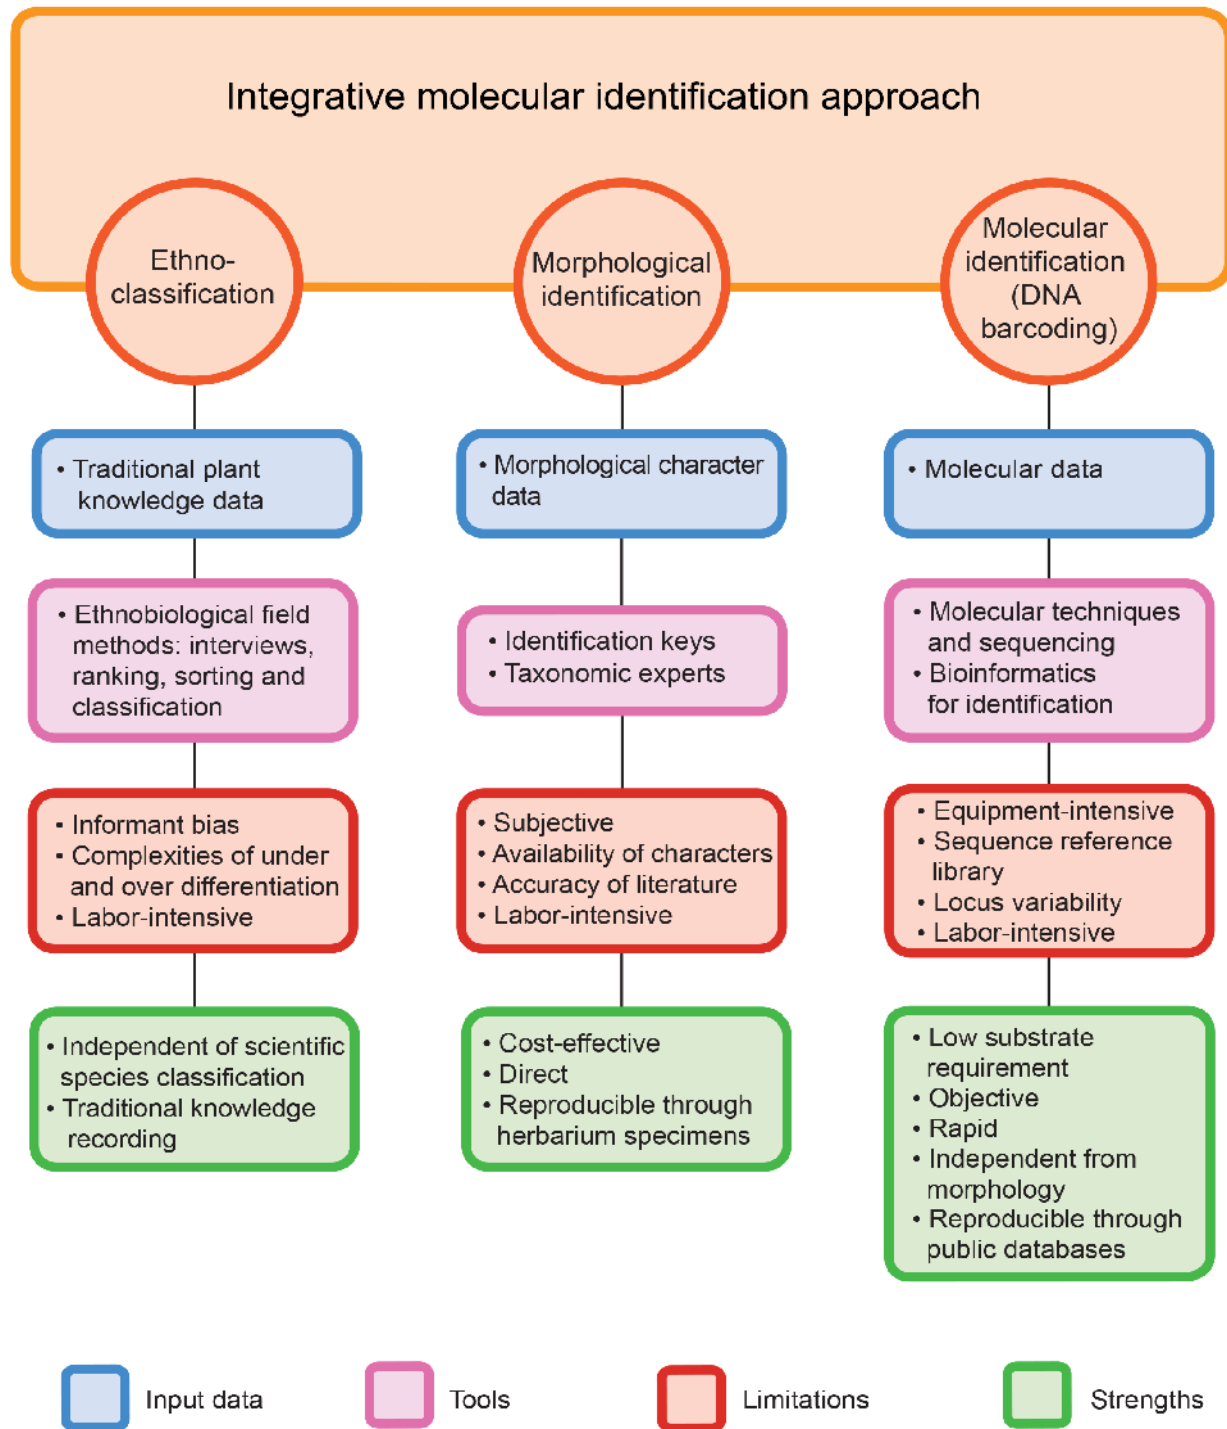 Integrative molecular identification approach
Ethno-
classification
Morphological
identification
Molecular
identification
(DNA
barcoding)
• Traditional plant
knowledge data
• Morphological character
data
• Molecular data
• Ethnobiological field
methods: interviews,
ranking, sorting and
classification
• Identification keys
• Taxonomic experts
• Molecular techniques
and sequencing
• Bioinformatics
for identification
• Informant bias
• Complexities of under
and over differentiation
• Labor-intensive
• Subjective
• Availability of characters
• Accuracy of literature
• Labor-intensive
• Equipment-intensive
• Sequence reference
library
• Locus variability
• Labor-intensive
• Independent of scientific
species classification
• Traditional knowledge
recording
• Cost-effective
• Direct
• Reproducible through
herbarium specimens
• Low substrate
requirement
• Objective
• Rapid
• Independent from
morphology
• Reproducible through
public databases
Input data
Tools
Limitations
Strengths